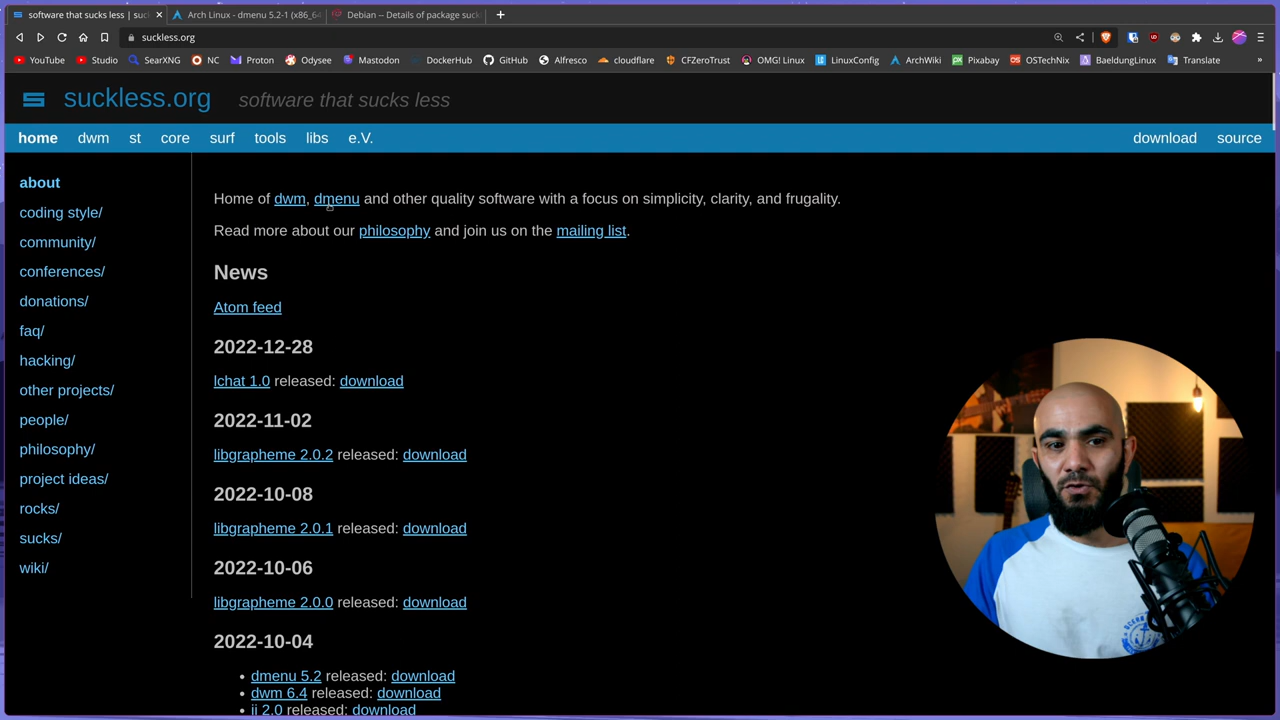 software that sucks less | suc
Arch Linux - dmenu 5.2-1 (x86_64
Debian -- Details of package suck
suckless.org
YouTube Studio SearXNG NC Proton Odysee Mastodon DockerHub GitHub Alfresco cloudflare CFZeroTrust OMG! Linux LinuxConfig ArchWiki Pixabay OSTechNix BaeldungLinux Translate »
suckless.org software that sucks less
home dwm st core surf tools libs e.V. download source
about
coding style/
community/
conferences/
donations/
faq/
hacking/
other projects/
people/
philosophy/
project ideas/
rocks/
sucks/
wiki/
Home of dwm, dmenu and other quality software with a focus on simplicity, clarity, and frugality.
Read more about our philosophy and join us on the mailing list.
News
Atom feed
2022-12-28
lchat 1.0 released: download
2022-11-02
libgrapheme 2.0.2 released: download
2022-10-08
libgrapheme 2.0.1 released: download
2022-10-06
libgrapheme 2.0.0 released: download
2022-10-04
• dmenu 5.2 released: download
• dwm 6.4 released: download
• ii 2.0 released: download